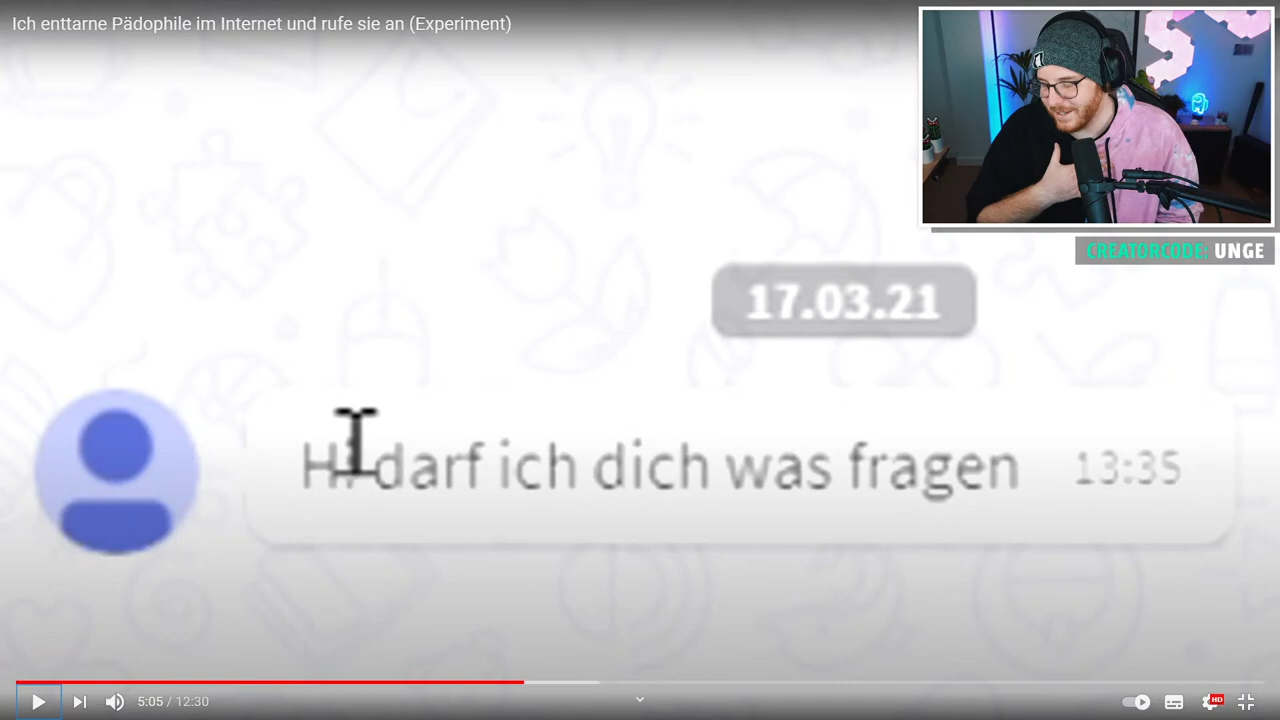 Ich enttarne Pädophile im Internet und rufe sie an (Experiment)
CREATORCODE: UNGE
17.03.21
Hi darf ich dich was fragen 13:35
5:05 / 12:30
HD